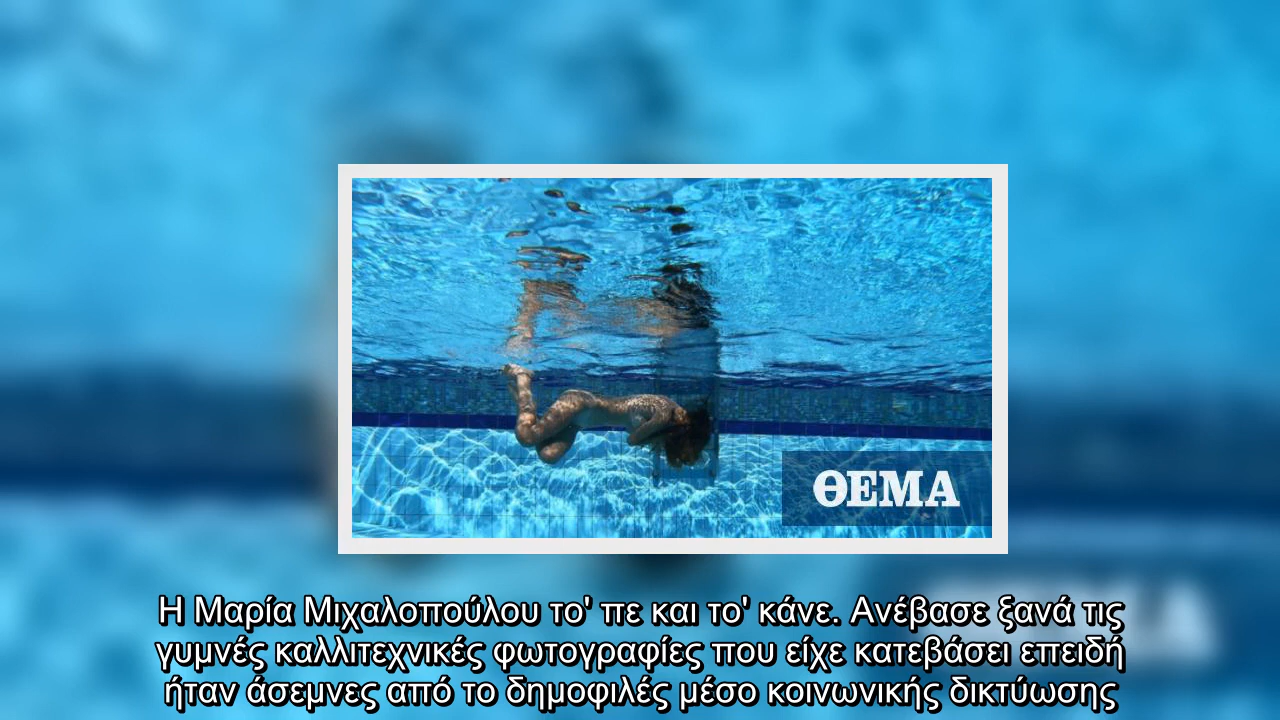 ΘΕΜΑ
Η Μαρία Μιχαλοπούλου το' πε και το' κάνε. Ανέβασε ξανά τις
γυμνές καλλιτεχνικές φωτογραφίες που είχε κατεβάσει επειδή
ήταν άσεμνες από το δημοφιλές μέσο κοινωνικής δικτύωσης